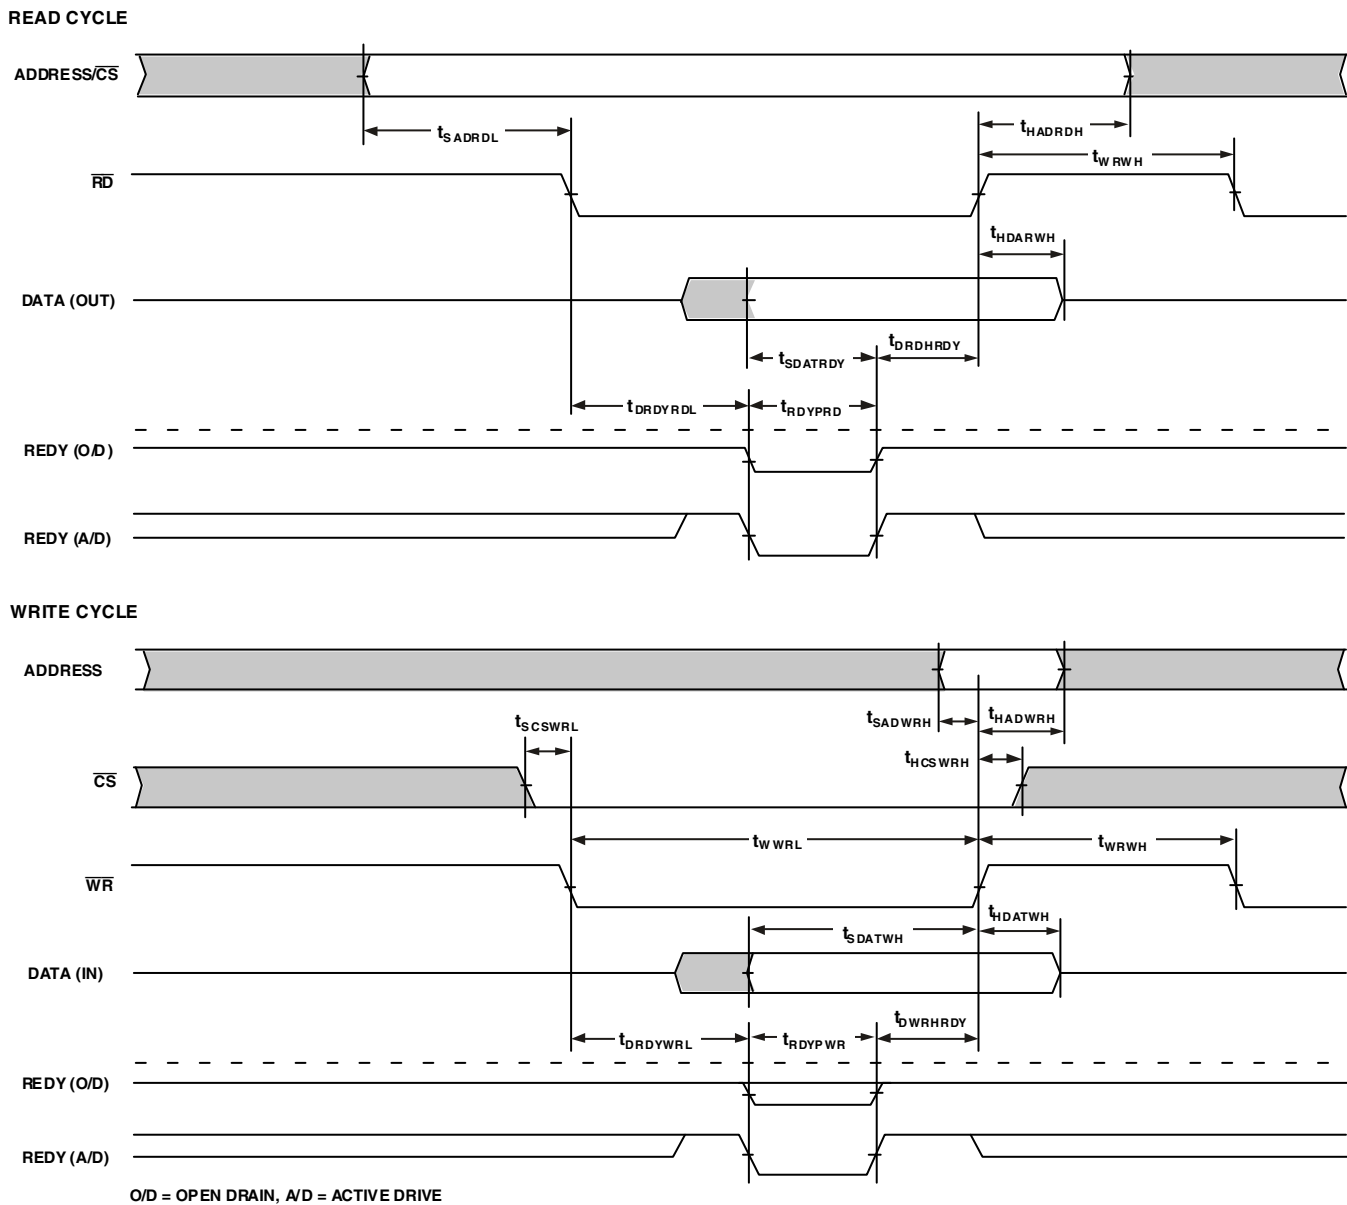 READ CYCLE
ADDRESS/CS
tSADRDL
tHADRDH
tWRWH
RD
tHDARWH
DATA (OUT)
tDRDHRDY
tSDATRDY
tDRDYRDL
tRDYPRD
REDY (O/D)
REDY (A/D)
WRITE CYCLE
ADDRESS
tSCSWRL
tSADWRH
tHADWRH
tHCSWRH
CS
tWWRL
tWRWH
WR
tHDATWH
tSDATWH
DATA (IN)
tDWRHRDY
tDRDYWRL
tRDYPWR
REDY (O/D)
REDY (A/D)
O/D = OPEN DRAIN, A/D = ACTIVE DRIVE